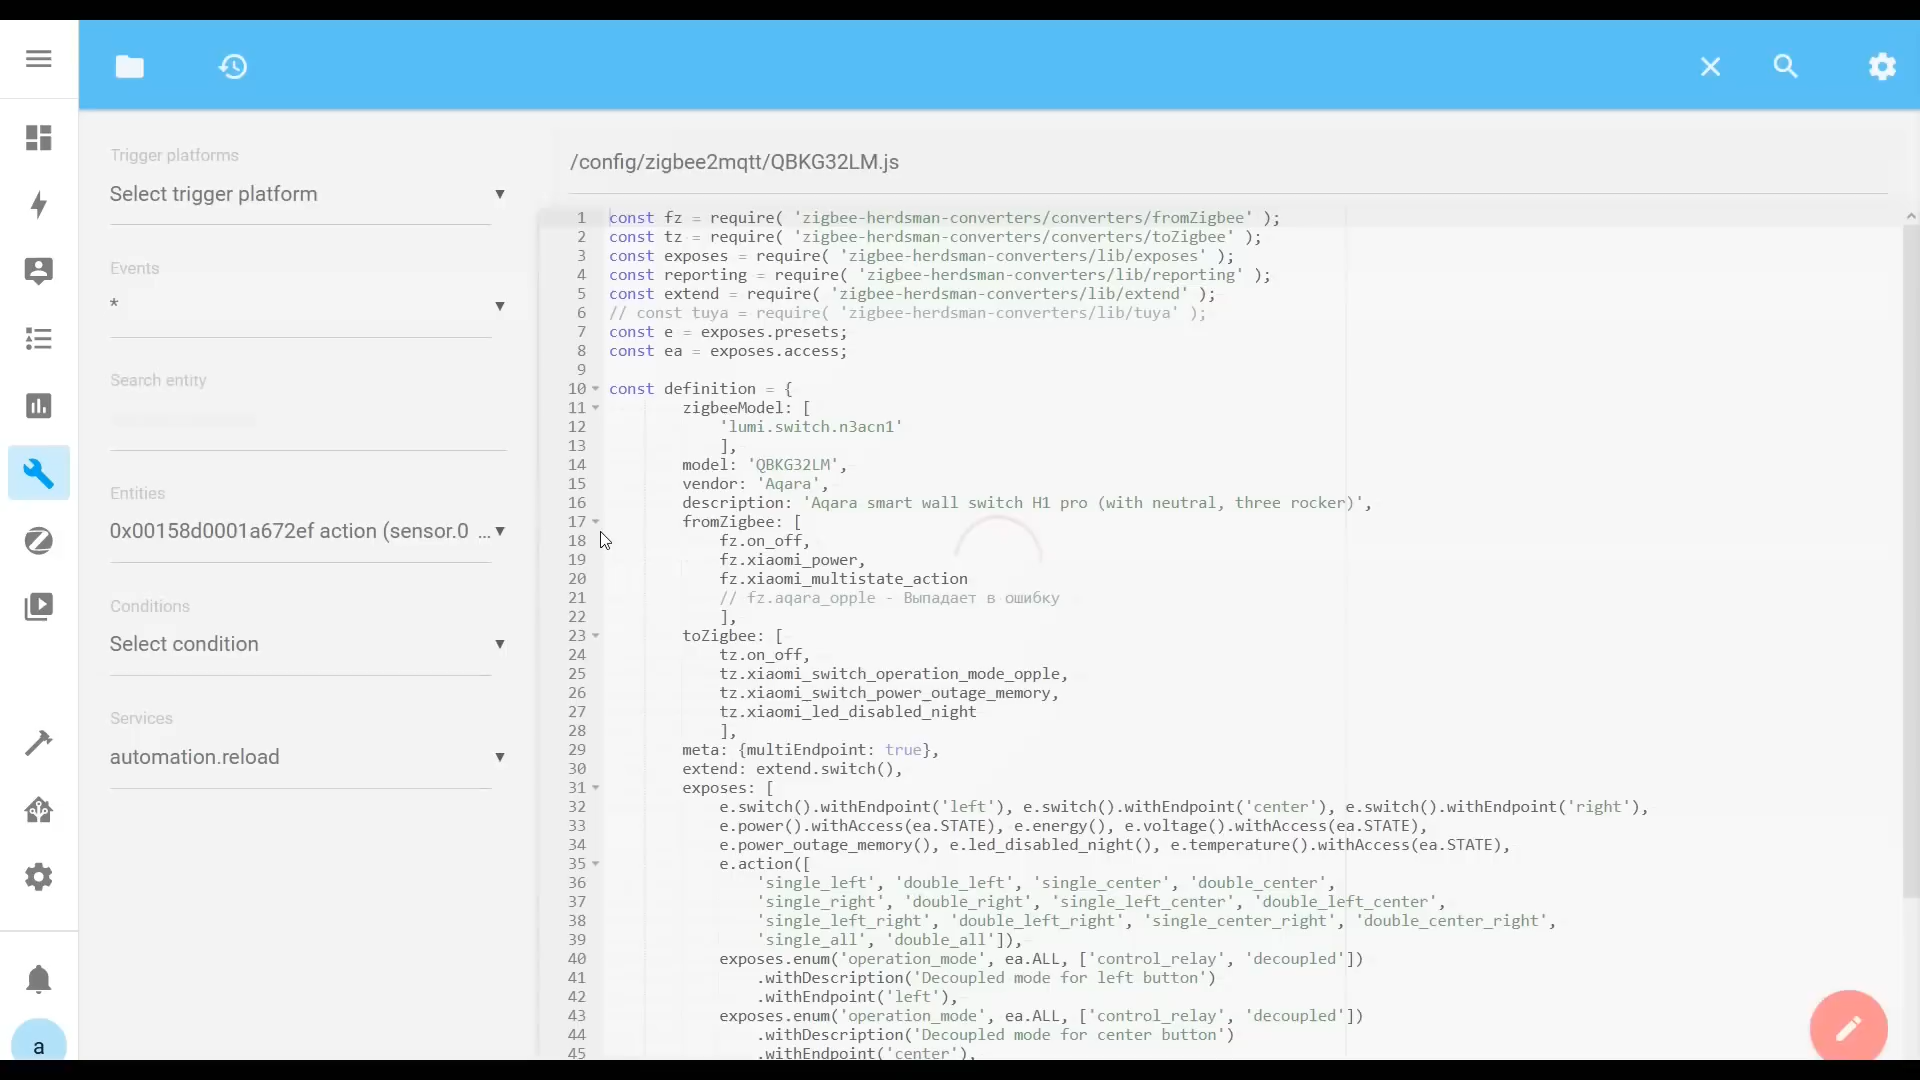 Trigger platforms
Select trigger platform
Events
*
Search entity
Entities
0x00158d0001a672ef action (sensor.0 ...
Conditions
Select condition
Services
automation.reload
a
/config/zigbee2mqtt/QBKG32LM.js
1 const fz = require( 'zigbee-herdsman-converters/converters/fromZigbee' );
2 const tz = require( 'zigbee-herdsman-converters/converters/toZigbee' );
3 const exposes = require( 'zigbee-herdsman-converters/lib/exposes' );
4 const reporting = require( 'zigbee-herdsman-converters/lib/reporting' );
5 const extend = require( 'zigbee-herdsman-converters/lib/extend' );
6 // const tuya = require( 'zigbee-herdsman-converters/lib/tuya' );
7 const e = exposes.presets;
8 const ea = exposes.access;
9
10 const definition = {
11 zigbeeModel: [
12 'lumi.switch.n3acn1'
13 ],
14 model: 'QBKG32LM',
15 vendor: 'Aqara',
16 description: 'Aqara smart wall switch H1 pro (with neutral, three rocker)',
17 fromZigbee: [
18 fz.on_off,
19 fz.xiaomi_power,
20 fz.xiaomi_multistate_action
21 // fz.aqara_opple - Выпадает в ошибку
22 ],
23 toZigbee: [
24 tz.on_off,
25 tz.xiaomi_switch_operation_mode_opple,
26 tz.xiaomi_switch_power_outage_memory,
27 tz.xiaomi_led_disabled_night
28 ],
29 meta: {multiEndpoint: true},
30 extend: extend.switch(),
31 exposes: [
32 e.switch().withEndpoint('left'), e.switch().withEndpoint('center'), e.switch().withEndpoint('right'),
33 e.power().withAccess(ea.STATE), e.energy(), e.voltage().withAccess(ea.STATE),
34 e.power_outage_memory(), e.led_disabled_night(), e.temperature().withAccess(ea.STATE),
35 e.action([
36 'single_left', 'double_left', 'single_center', 'double_center',
37 'single_right', 'double_right', 'single_left_center', 'double_left_center',
38 'single_left_right', 'double_left_right', 'single_center_right', 'double_center_right',
39 'single_all', 'double_all']),
40 exposes.enum('operation_mode', ea.ALL, ['control_relay', 'decoupled'])
41 .withDescription('Decoupled mode for left button')
42 .withEndpoint('left'),
43 exposes.enum('operation_mode', ea.ALL, ['control_relay', 'decoupled'])
44 .withDescription('Decoupled mode for center button')
45 .withEndpoint('center'),